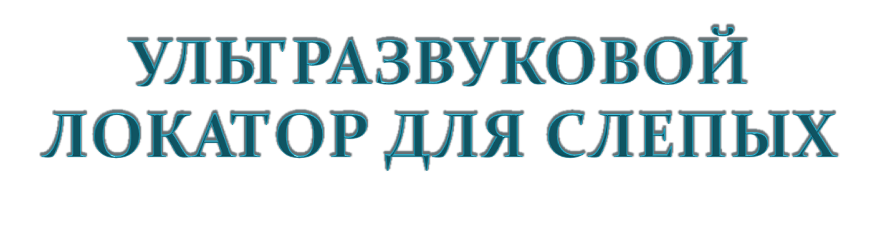 УЛЬТРАЗВУКОВОЙ
ЛОКАТОР ДЛЯ СЛЕПЫХ